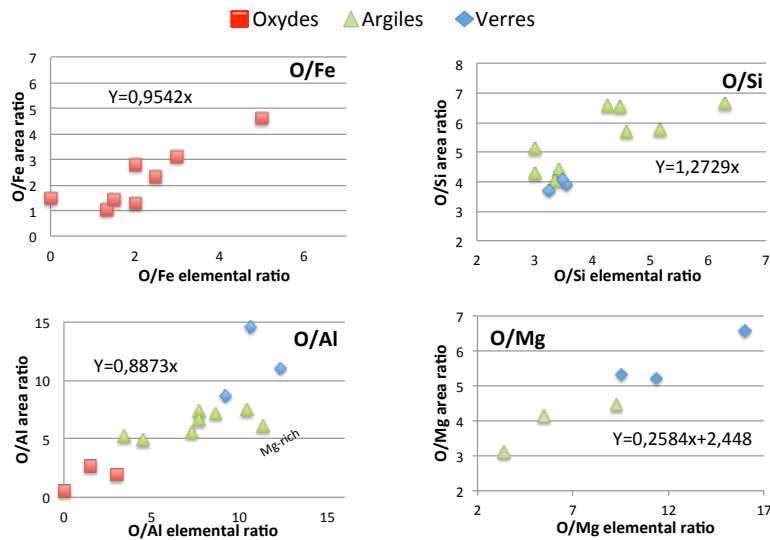 Oxydes Argiles Verres
O/Fe
Y=0,9542x
O/Fe area ratio
7
6
5
4
3
2
1
0
0 2 4 6
O/Fe elemental ratio
O/Si
Y=1,2729x
O/Si area ratio
8
7
6
5
4
3
2
2 3 4 5 6 7
O/Si elemental ratio
O/Al
Y=0,8873x
Mg-rich
O/Al area ratio
15
10
5
0
0 5 10 15
O/Al elemental ratio
O/Mg
Y=0,2584x+2,448
O/Mg area ratio
7
6
5
4
3
2
2 7 12 17
O/Mg elemental ratio